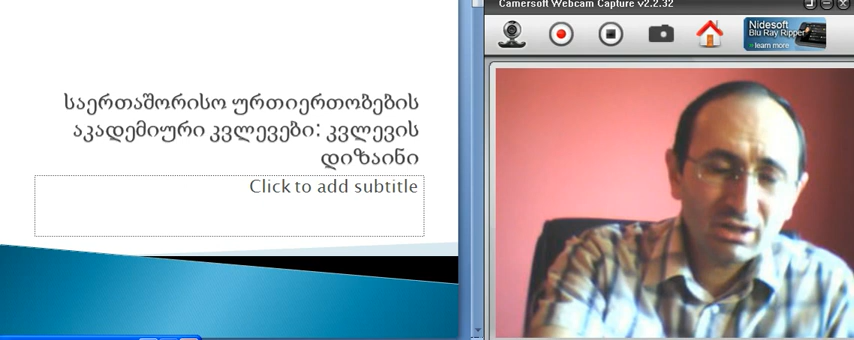 საერთაშორისო ურთიერთობების
აკადემიური კვლევები: კვლევის
დიზაინი
Click to add subtitle
Camersoft Webcam Capture v2.2.32
Nidesoft
Blu Ray Ripper
learn more